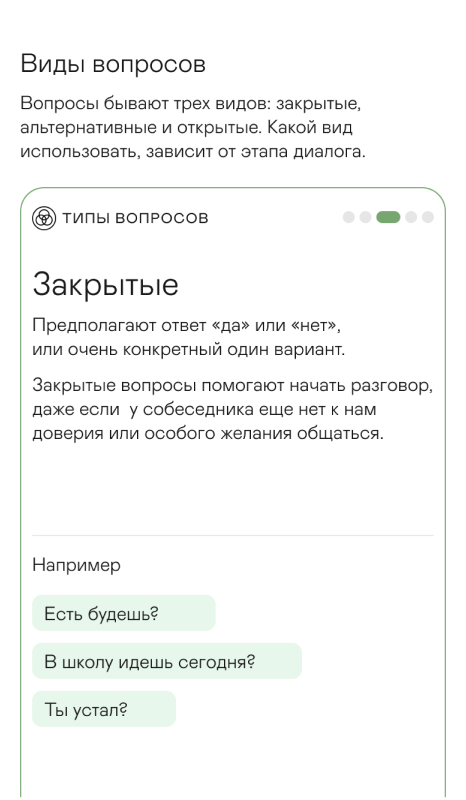 Виды вопросов
Вопросы бывают трех видов: закрытые,
альтернативные и открытые. Какой вид
использовать, зависит от этапа диалога.
ТИПЫ ВОПРОСОВ
Закрытые
Предполагают ответ «да» или «нет»,
или очень конкретный один вариант.
Закрытые вопросы помогают начать разговор,
даже если у собеседника еще нет к нам
доверия или особого желания общаться.
Например
Есть будешь?
В школу идешь сегодня?
Ты устал?